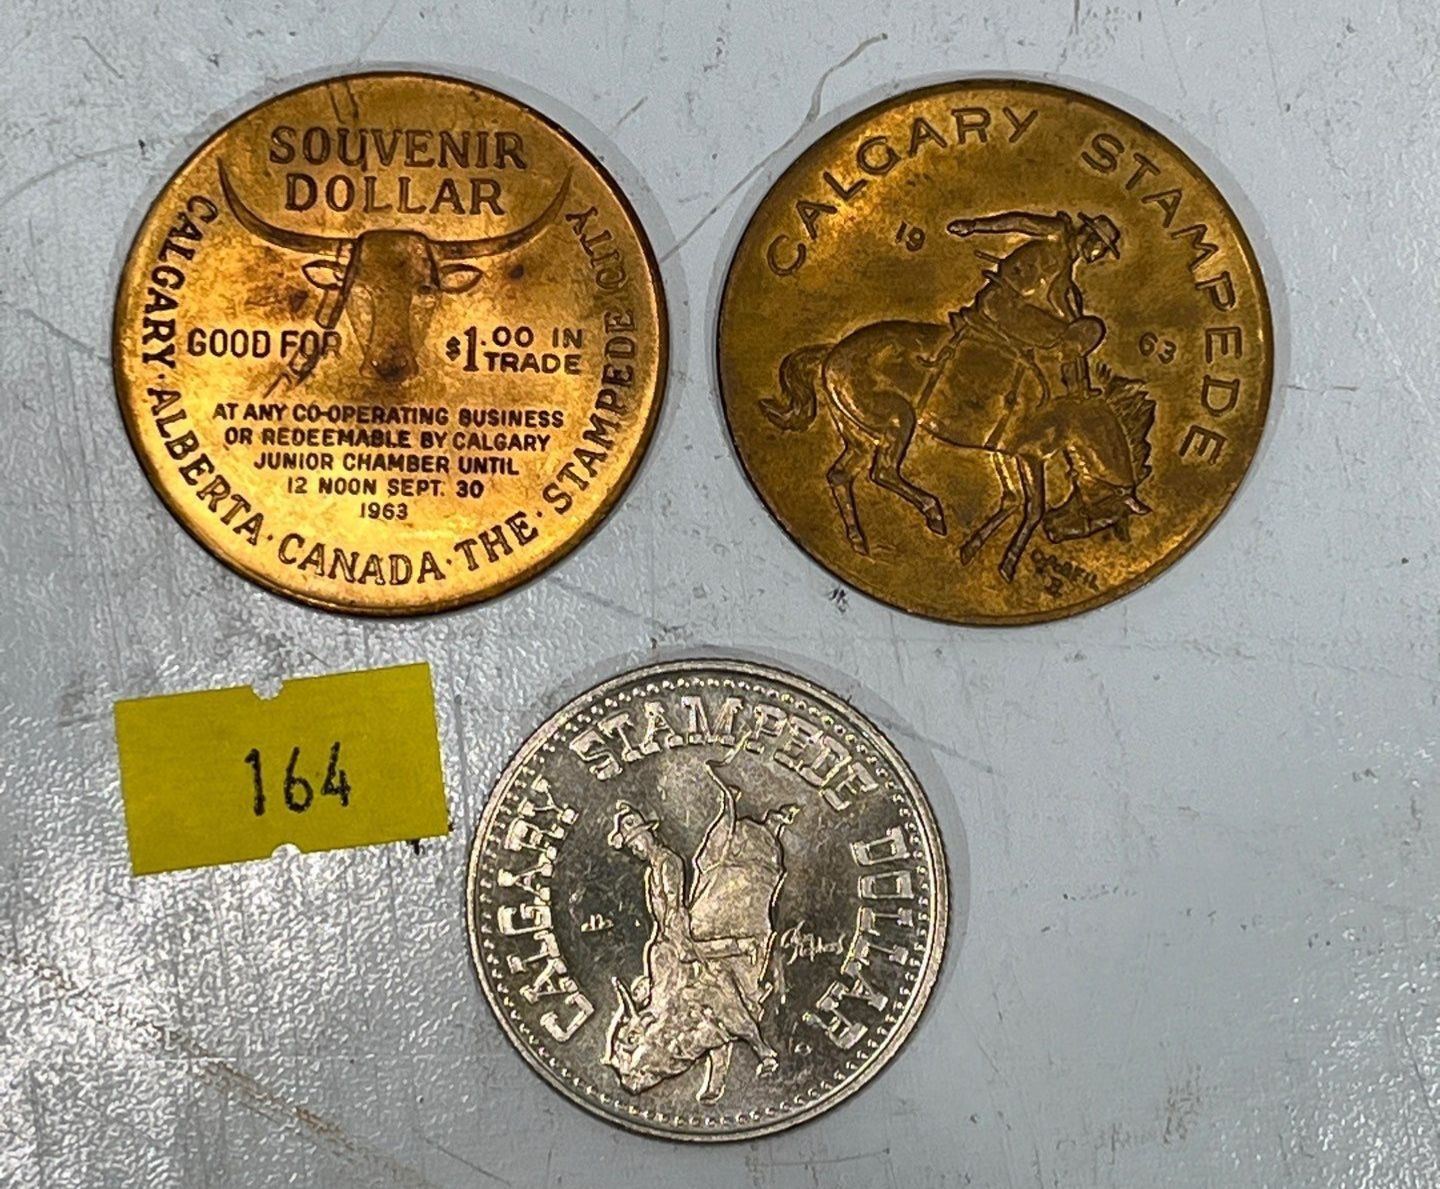 SOUVENIR
DOLLAR
GOOD FOR $1.00 IN TRADE
AT ANY CO-OPERATING BUSINESS
OR REDEEMABLE BY CALGARY
JUNIOR CHAMBER UNTIL
12 NOON SEPT. 30
1963
CALGARY · ALBERTA · CANADA · THE · STAMPEDE CITY
CALGARY STAMPEDE
19 63
164
CALGARY STAMPEDE DOLLAR